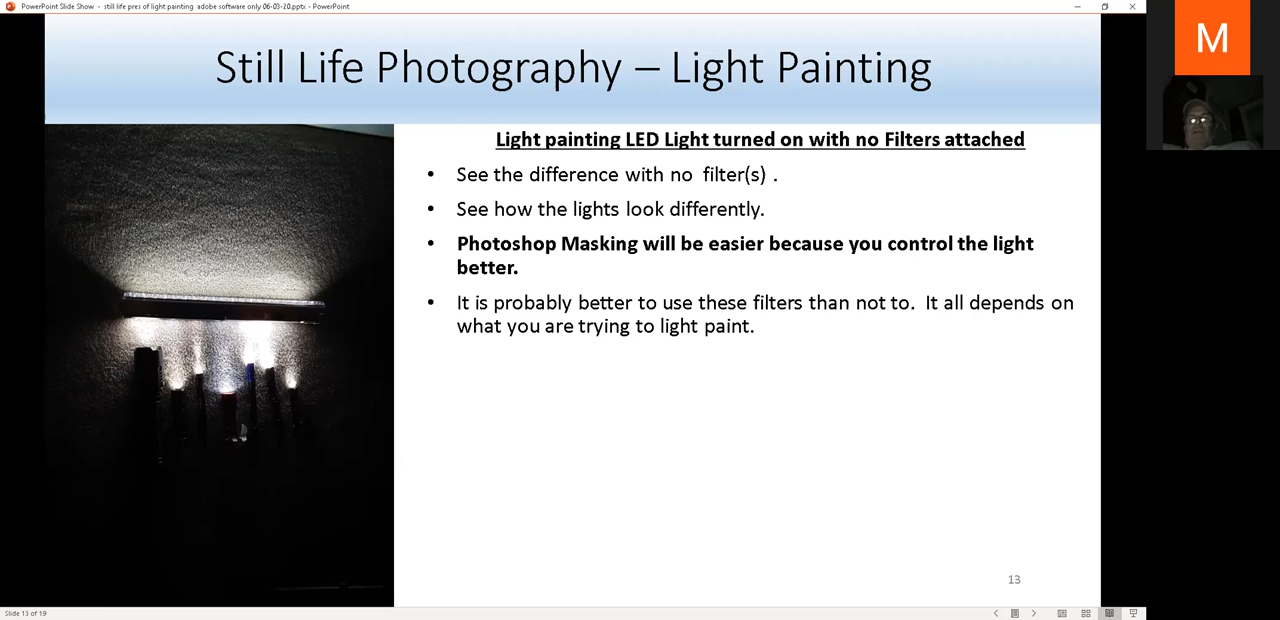 PowerPoint Slide Show - still life pres of light painting adobe software only 06-03-20.pptx - PowerPoint
M
Still Life Photography – Light Painting
Light painting LED Light turned on with no Filters attached
• See the difference with no filter(s) .
• See how the lights look differently.
• Photoshop Masking will be easier because you control the light
better.
• It is probably better to use these filters than not to. It all depends on
what you are trying to light paint.
13
Slide 13 of 19